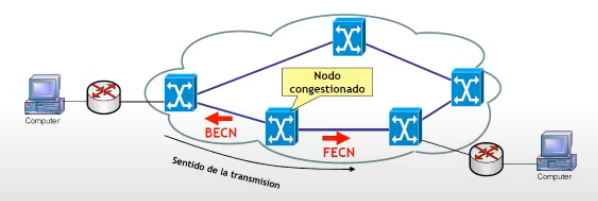 Nodo
congestionado
Computer
BECN
FECN
Sentido de la transmision
Computer